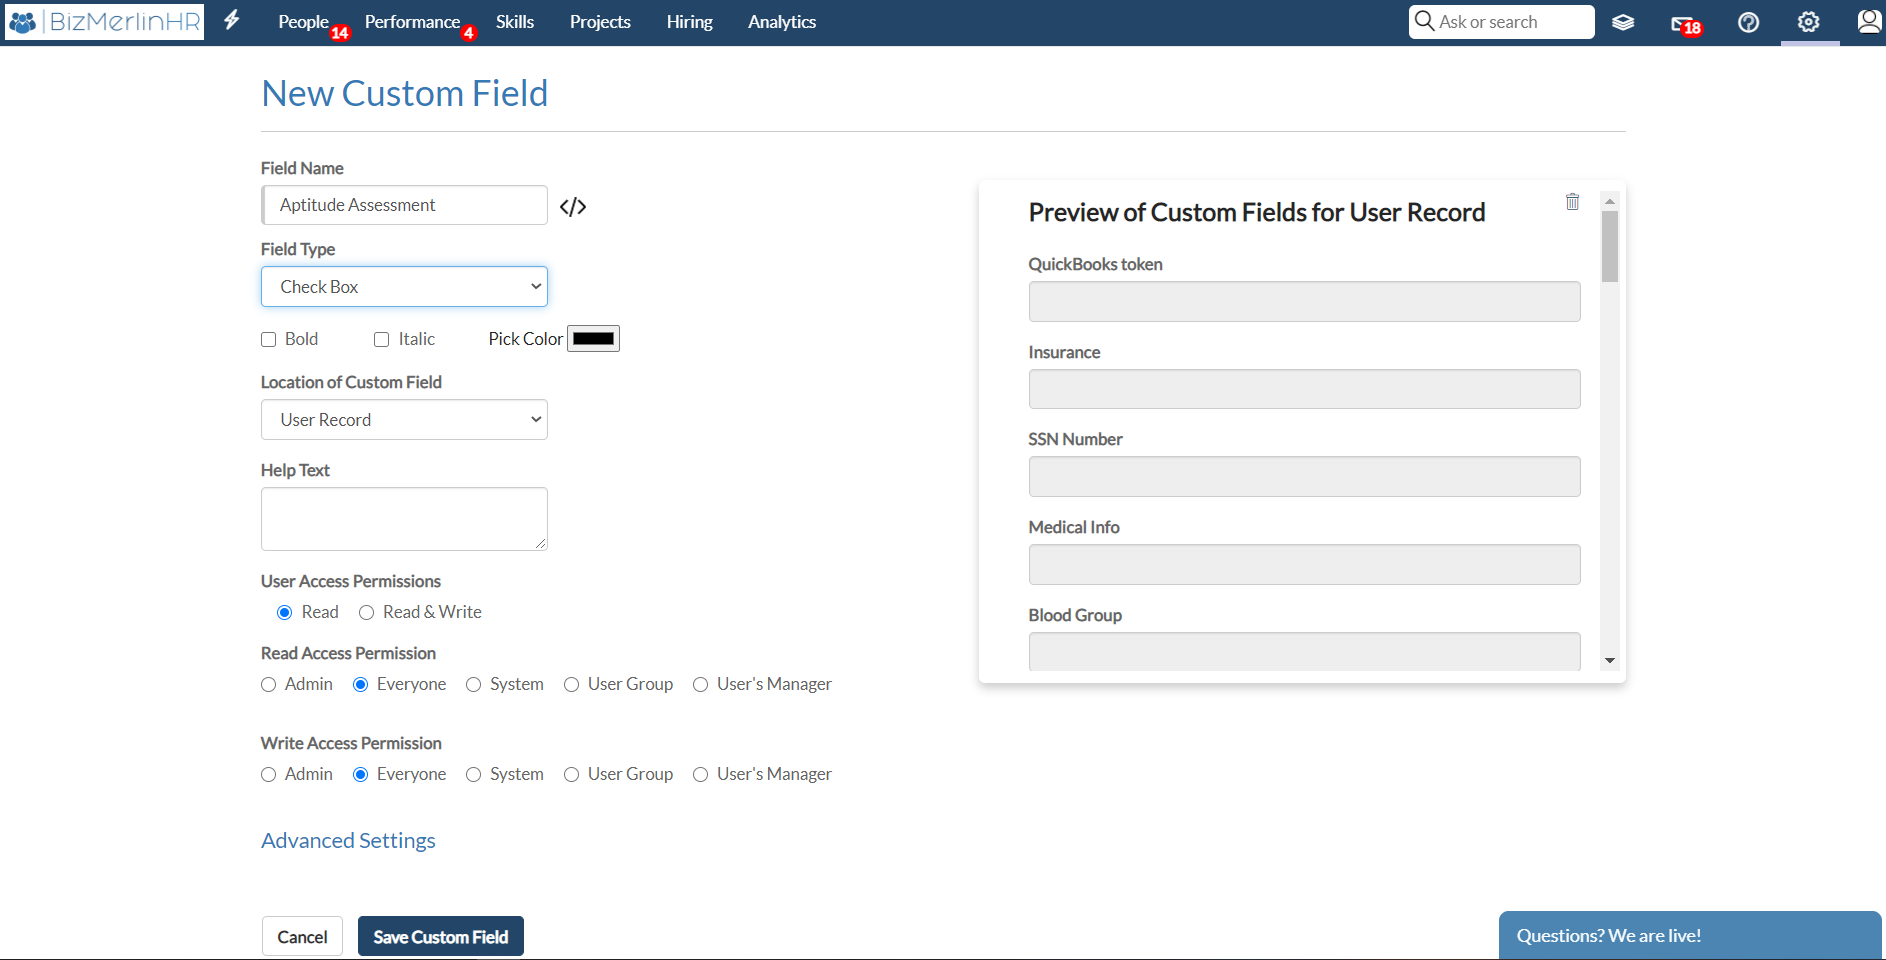 BizMerlinHR People 14 Performance 4 Skills Projects Hiring Analytics Ask or search 18
New Custom Field
Field Name
Aptitude Assessment </>
Field Type
Check Box
Bold Italic Pick Color
Location of Custom Field
User Record
Help Text
User Access Permissions
Read Read & Write
Read Access Permission
Admin Everyone System User Group User's Manager
Write Access Permission
Admin Everyone System User Group User's Manager
Advanced Settings
Cancel Save Custom Field
Preview of Custom Fields for User Record
QuickBooks token
Insurance
SSN Number
Medical Info
Blood Group
Questions? We are live!